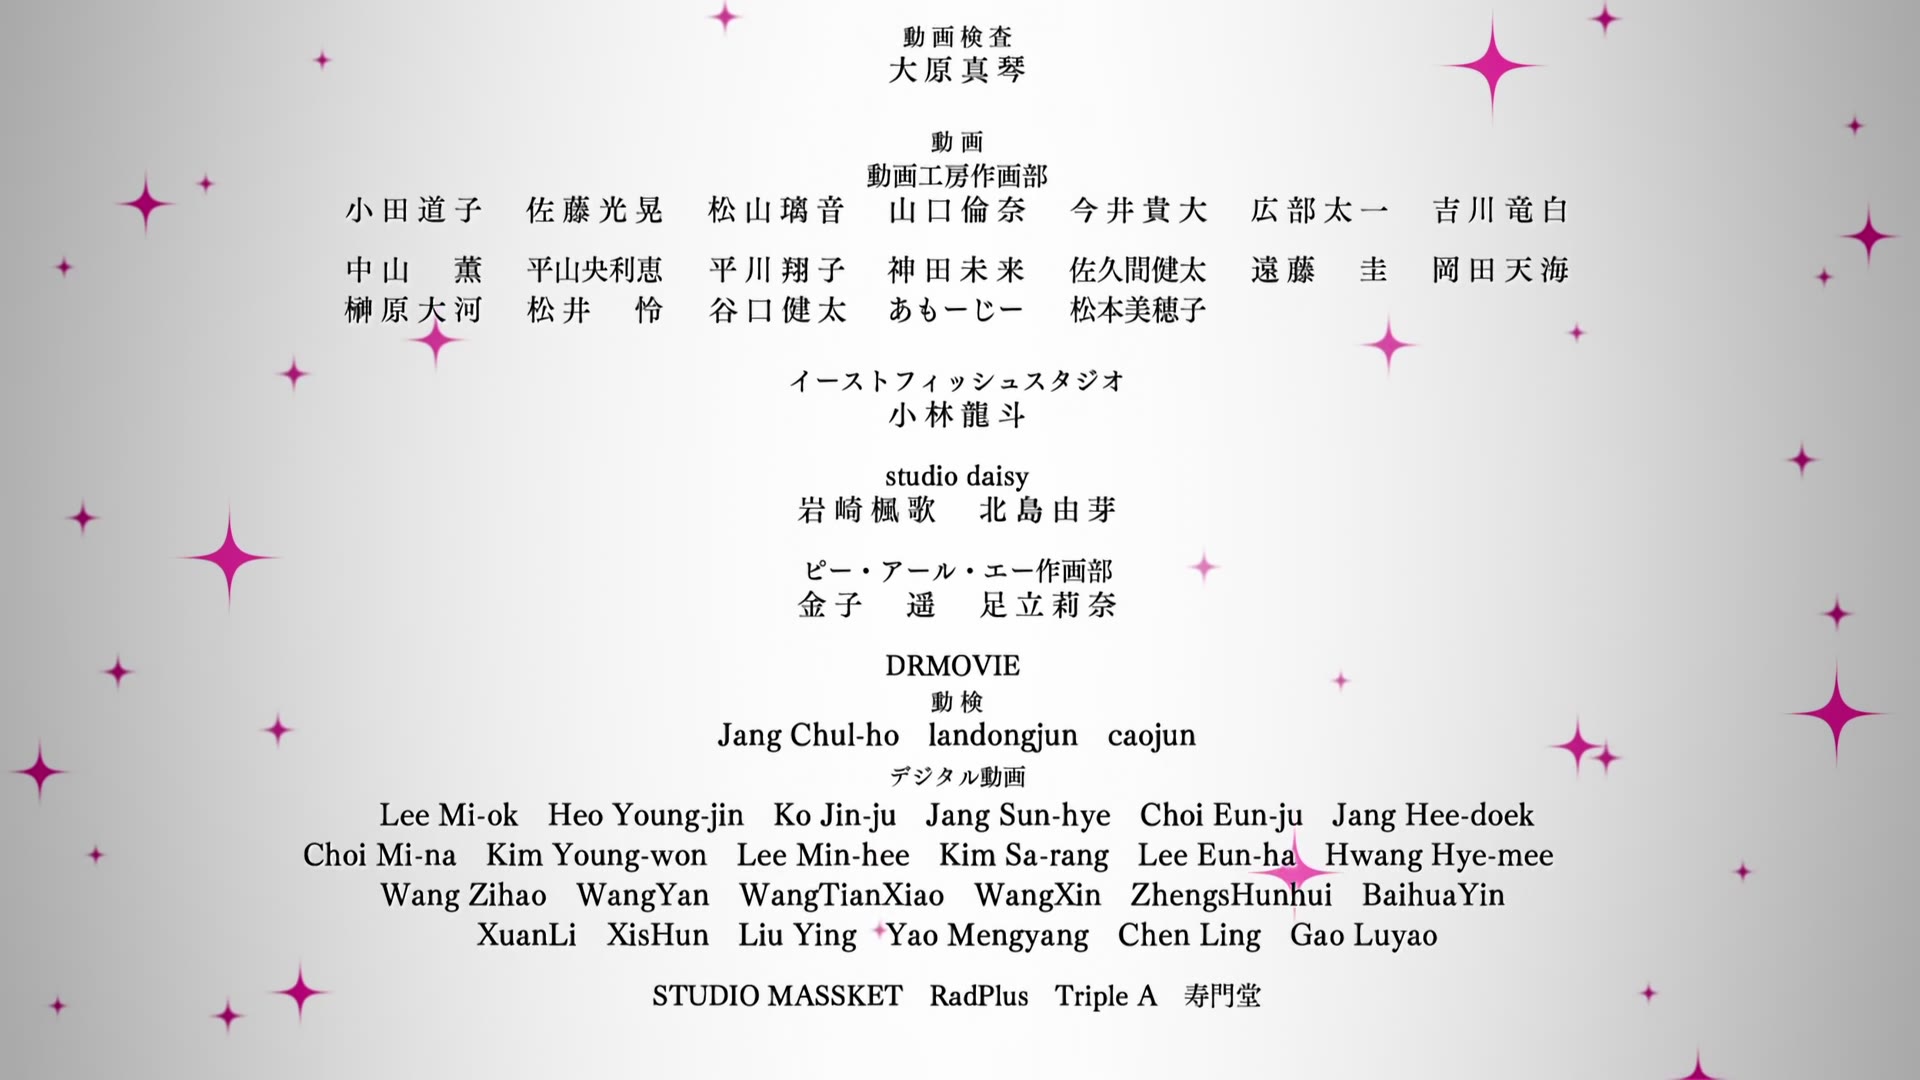 動画検査
大原真琴
動画
動画工房作画部
小田道子 佐藤光晃 松山璃音 山口倫奈 今井貴大 広部太一 吉川竜白
中山 薫 平山央利恵 平川翔子 神田未来 佐久間健太 遠藤 圭 岡田天海
榊原大河 松井 怜 谷口健太 あもーじー 松本美穂子
イーストフィッシュスタジオ
小林龍斗
studio daisy
岩崎楓歌 北島由芽
ピー・アール・エー作画部
金子 遥 足立莉奈
DRMOVIE
動検
Jang Chul-ho landongjun caojun
デジタル動画
Lee Mi-ok Heo Young-jin Ko Jin-ju Jang Sun-hye Choi Eun-ju Jang Hee-doek
Choi Mi-na Kim Young-won Lee Min-hee Kim Sa-rang Lee Eun-ha Hwang Hye-mee
Wang Zihao WangYan WangTianXiao WangXin ZhengsHunhui BaihuaYin
XuanLi XisHun Liu Ying Yao Mengyang Chen Ling Gao Luyao
STUDIO MASSKET RadPlus Triple A 寿門堂